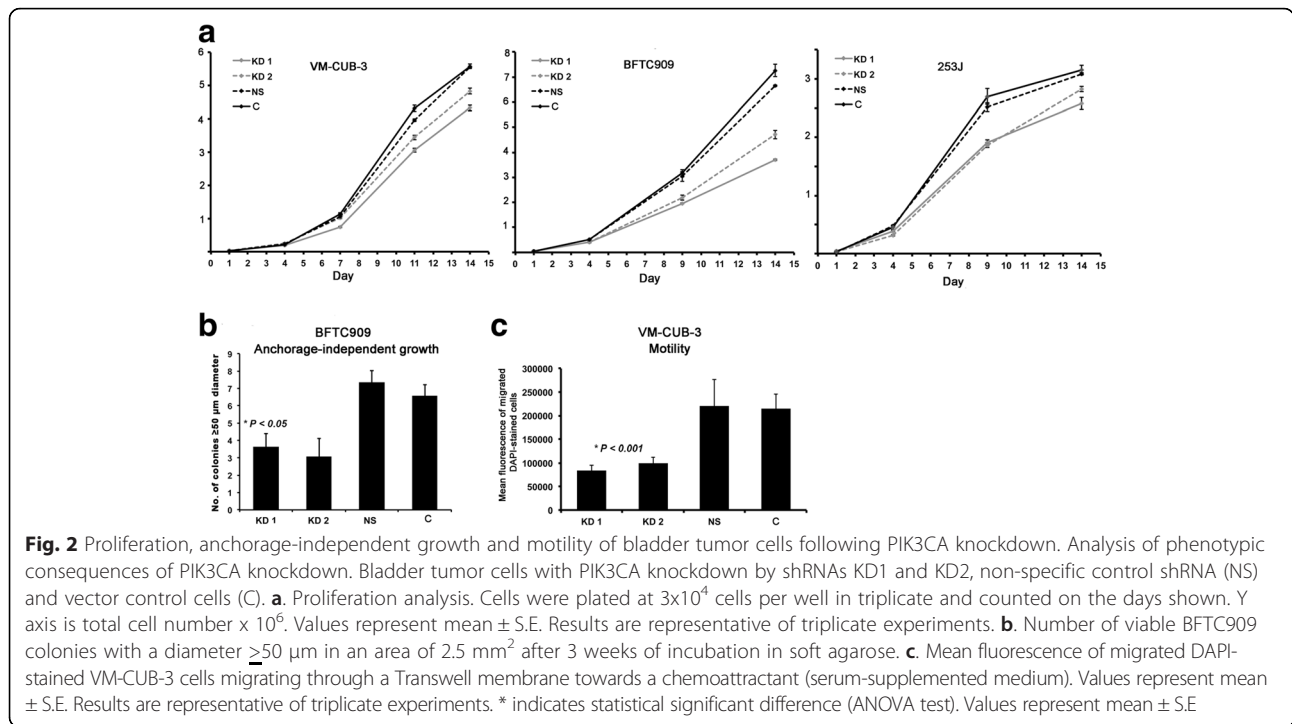 a
VM-CUB-3
KD 1
KD 2
NS
C
6
5
4
3
2
1
0 1 2 3 4 5 6 7 8 9 10 11 12 13 14 15
Day
BFTC909
KD 1
KD 2
NS
C
8
7
6
5
4
3
2
1
0 1 2 3 4 5 6 7 8 9 10 11 12 13 14 15
Day
253J
KD 1
KD 2
NS
C
3
2
1
0 1 2 3 4 5 6 7 8 9 10 11 12 13 14 15
Day
b
BFTC909
Anchorage-independent growth
No. of colonies ≥50 µm diameter
9
8
7
6
5
4
3
2
1
0
* P < 0.05
KD 1 KD 2 NS C
c
VM-CUB-3
Motility
Mean fluorescence of migrated
DAPI-stained cells
300000
250000
200000
150000
100000
50000
0
* P < 0.001
KD 1 KD 2 NS C
Fig. 2 Proliferation, anchorage-independent growth and motility of bladder tumor cells following PIK3CA knockdown. Analysis of phenotypic
consequences of PIK3CA knockdown. Bladder tumor cells with PIK3CA knockdown by shRNAs KD1 and KD2, non-specific control shRNA (NS)
and vector control cells (C). a. Proliferation analysis. Cells were plated at 3x10⁴ cells per well in triplicate and counted on the days shown. Y
axis is total cell number x 10⁶. Values represent mean ± S.E. Results are representative of triplicate experiments. b. Number of viable BFTC909
colonies with a diameter ≥50 µm in an area of 2.5 mm² after 3 weeks of incubation in soft agarose. c. Mean fluorescence of migrated DAPI-
stained VM-CUB-3 cells migrating through a Transwell membrane towards a chemoattractant (serum-supplemented medium). Values represent mean
± S.E. Results are representative of triplicate experiments. * indicates statistical significant difference (ANOVA test). Values represent mean ± S.E